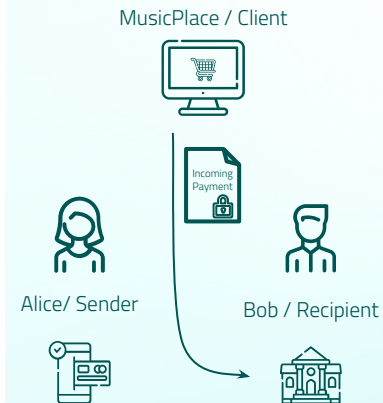 MusicPlace / Client
Incoming
Payment
Alice/ Sender
Bob / Recipient